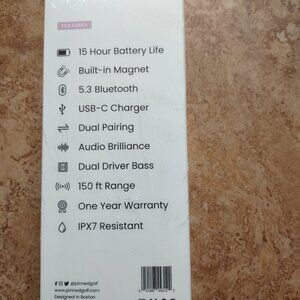 FEATURES
15 Hour Battery Life
Built-in Magnet
5.3 Bluetooth
USB-C Charger
Dual Pairing
Audio Brilliance
Dual Driver Bass
150 ft Range
One Year Warranty
IPX7 Resistant
@pinnedgolf
www.pinnedgolf.com
Designed in Boston